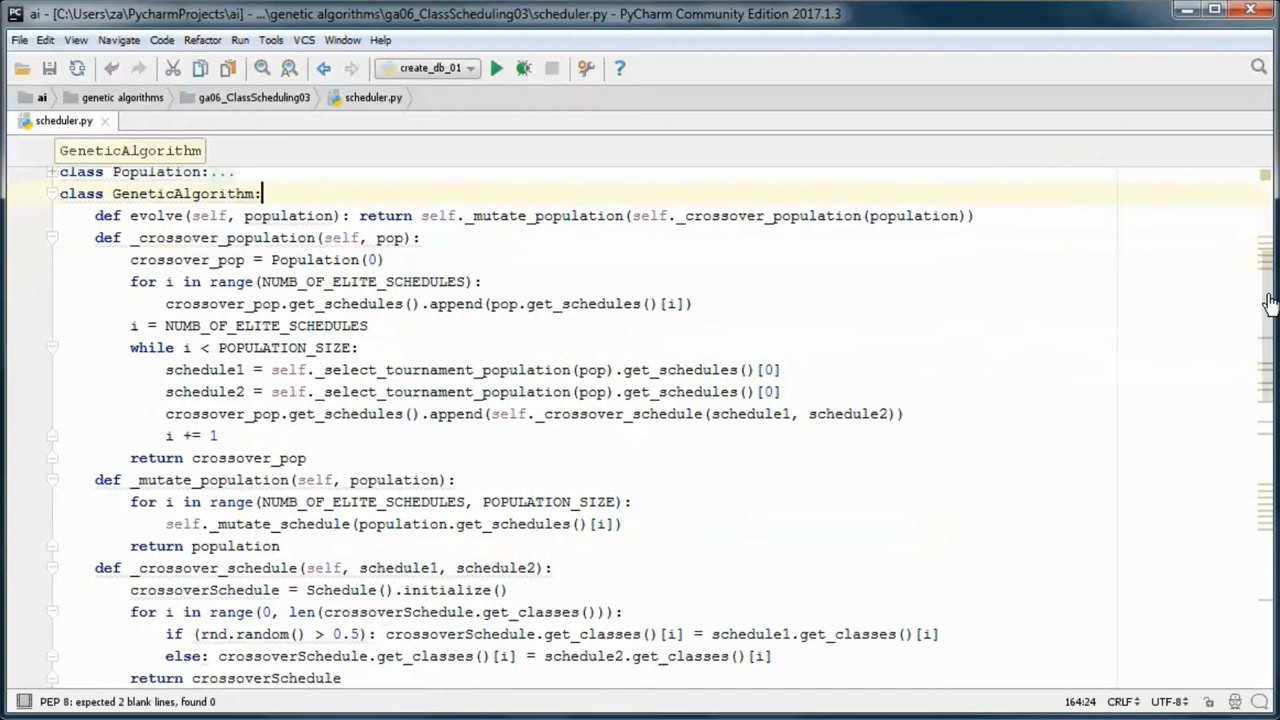 ai - [C:\Users\za\PycharmProjects\ai] - ...\genetic algorithms\ga06_ClassScheduling03\scheduler.py - PyCharm Community Edition 2017.1.3
File Edit View Navigate Code Refactor Run Tools VCS Window Help
create_db_01
ai genetic algorithms ga06_ClassScheduling03 scheduler.py
scheduler.py
GeneticAlgorithm
class Population:...
class GeneticAlgorithm:
def evolve(self, population): return self._mutate_population(self._crossover_population(population))
def _crossover_population(self, pop):
crossover_pop = Population(0)
for i in range(NUMB_OF_ELITE_SCHEDULES):
crossover_pop.get_schedules().append(pop.get_schedules()[i])
i = NUMB_OF_ELITE_SCHEDULES
while i < POPULATION_SIZE:
schedule1 = self._select_tournament_population(pop).get_schedules()[0]
schedule2 = self._select_tournament_population(pop).get_schedules()[0]
crossover_pop.get_schedules().append(self._crossover_schedule(schedule1, schedule2))
i += 1
return crossover_pop
def _mutate_population(self, population):
for i in range(NUMB_OF_ELITE_SCHEDULES, POPULATION_SIZE):
self._mutate_schedule(population.get_schedules()[i])
return population
def _crossover_schedule(self, schedule1, schedule2):
crossoverSchedule = Schedule().initialize()
for i in range(0, len(crossoverSchedule.get_classes())):
if (rnd.random() > 0.5): crossoverSchedule.get_classes()[i] = schedule1.get_classes()[i]
else: crossoverSchedule.get_classes()[i] = schedule2.get_classes()[i]
return crossoverSchedule
PEP 8: expected 2 blank lines, found 0 164:24 CRLF UTF-8